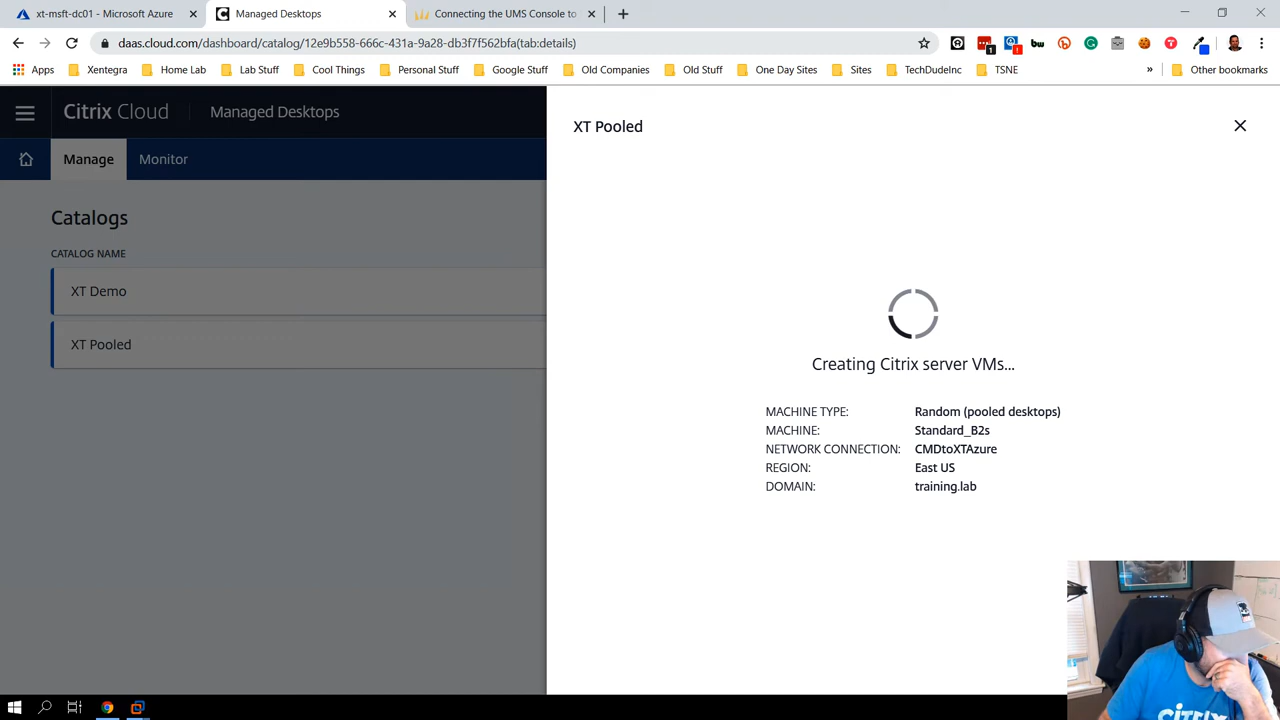 xt-msft-dc01 - Microsoft Azure
Managed Desktops
Connecting the UMS Console to
daas.cloud.com/dashboard/catalog/12e9b558-666c-431a-9a28-db3f7f562bfa(tab:details)
Apps
Xentegra
Home Lab
Lab Stuff
Cool Things
Personal Stuff
Google Stuff
Old Companies
Old Stuff
One Day Sites
Sites
TechDudeInc
TSNE
»
Other bookmarks
Citrix Cloud
Managed Desktops
Manage
Monitor
Catalogs
CATALOG NAME
XT Demo
XT Pooled
XT Pooled
Creating Citrix server VMs...
MACHINE TYPE: Random (pooled desktops)
MACHINE: Standard_B2s
NETWORK CONNECTION: CMDtoXTAzure
REGION: East US
DOMAIN: training.lab
CITRIX